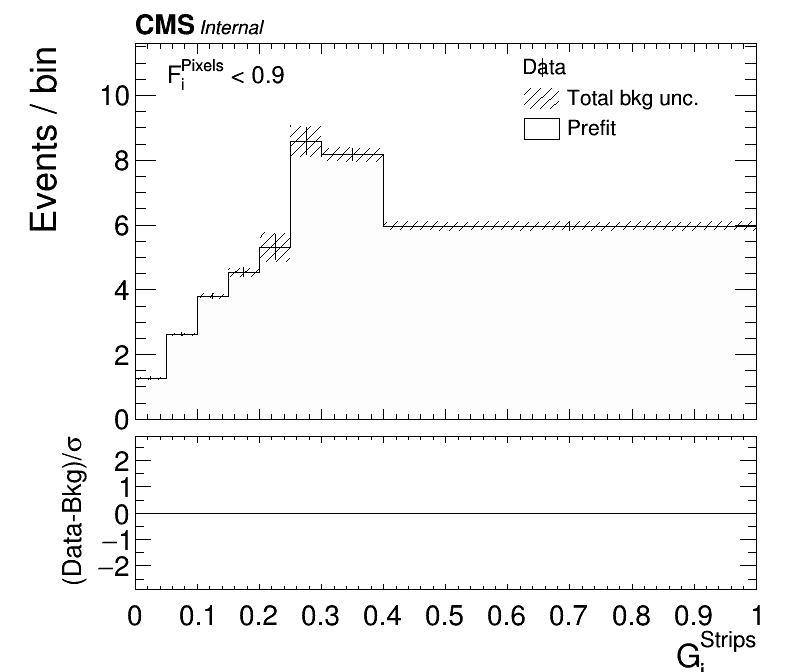 CMS Internal
F_i^Pixels < 0.9
Data
Total bkg unc.
Prefit
Events / bin
10
8
6
4
2
0
(Data-Bkg)/σ
2
1
0
−1
−2
0 0.1 0.2 0.3 0.4 0.5 0.6 0.7 0.8 0.9 1
G_i^Strips